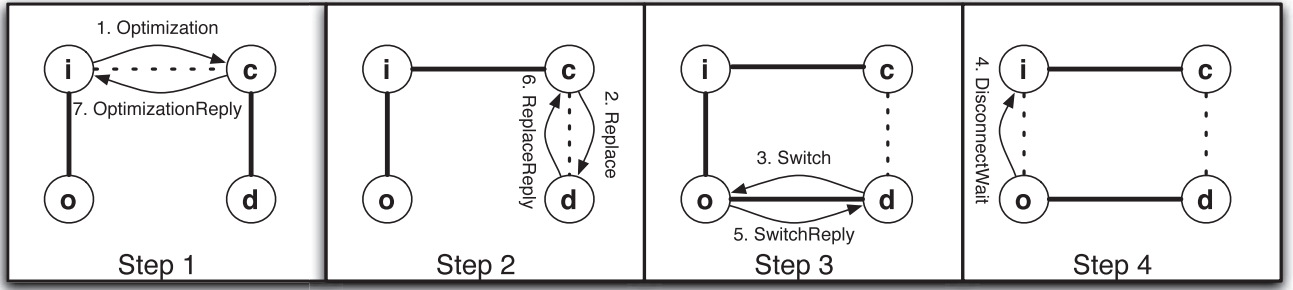 1. Optimization
i
c
7. OptimizationReply
o
d
Step 1
i
c
6. ReplaceReply
2. Replace
o
d
Step 2
i
c
3. Switch
o
d
5. SwitchReply
Step 3
4. DisconnectWait
i
c
o
d
Step 4